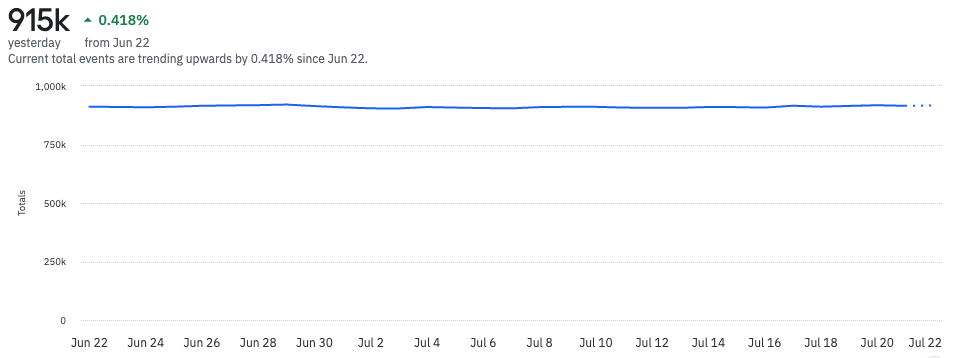 915k ▲ 0.418%
yesterday from Jun 22
Current total events are trending upwards by 0.418% since Jun 22.
1,000k
750k
500k
250k
0
Totals
Jun 22 Jun 24 Jun 26 Jun 28 Jun 30 Jul 2 Jul 4 Jul 6 Jul 8 Jul 10 Jul 12 Jul 14 Jul 16 Jul 18 Jul 20 Jul 22